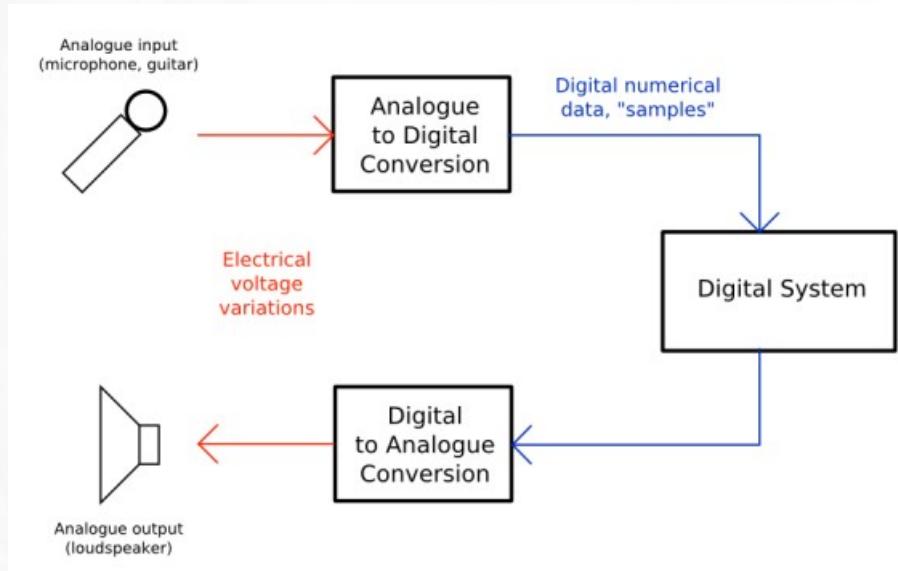 Analogue input
(microphone, guitar)
Analogue
to Digital
Conversion
Digital numerical
data, "samples"
Electrical
voltage
variations
Digital System
Digital
to Analogue
Conversion
Analogue output
(loudspeaker)